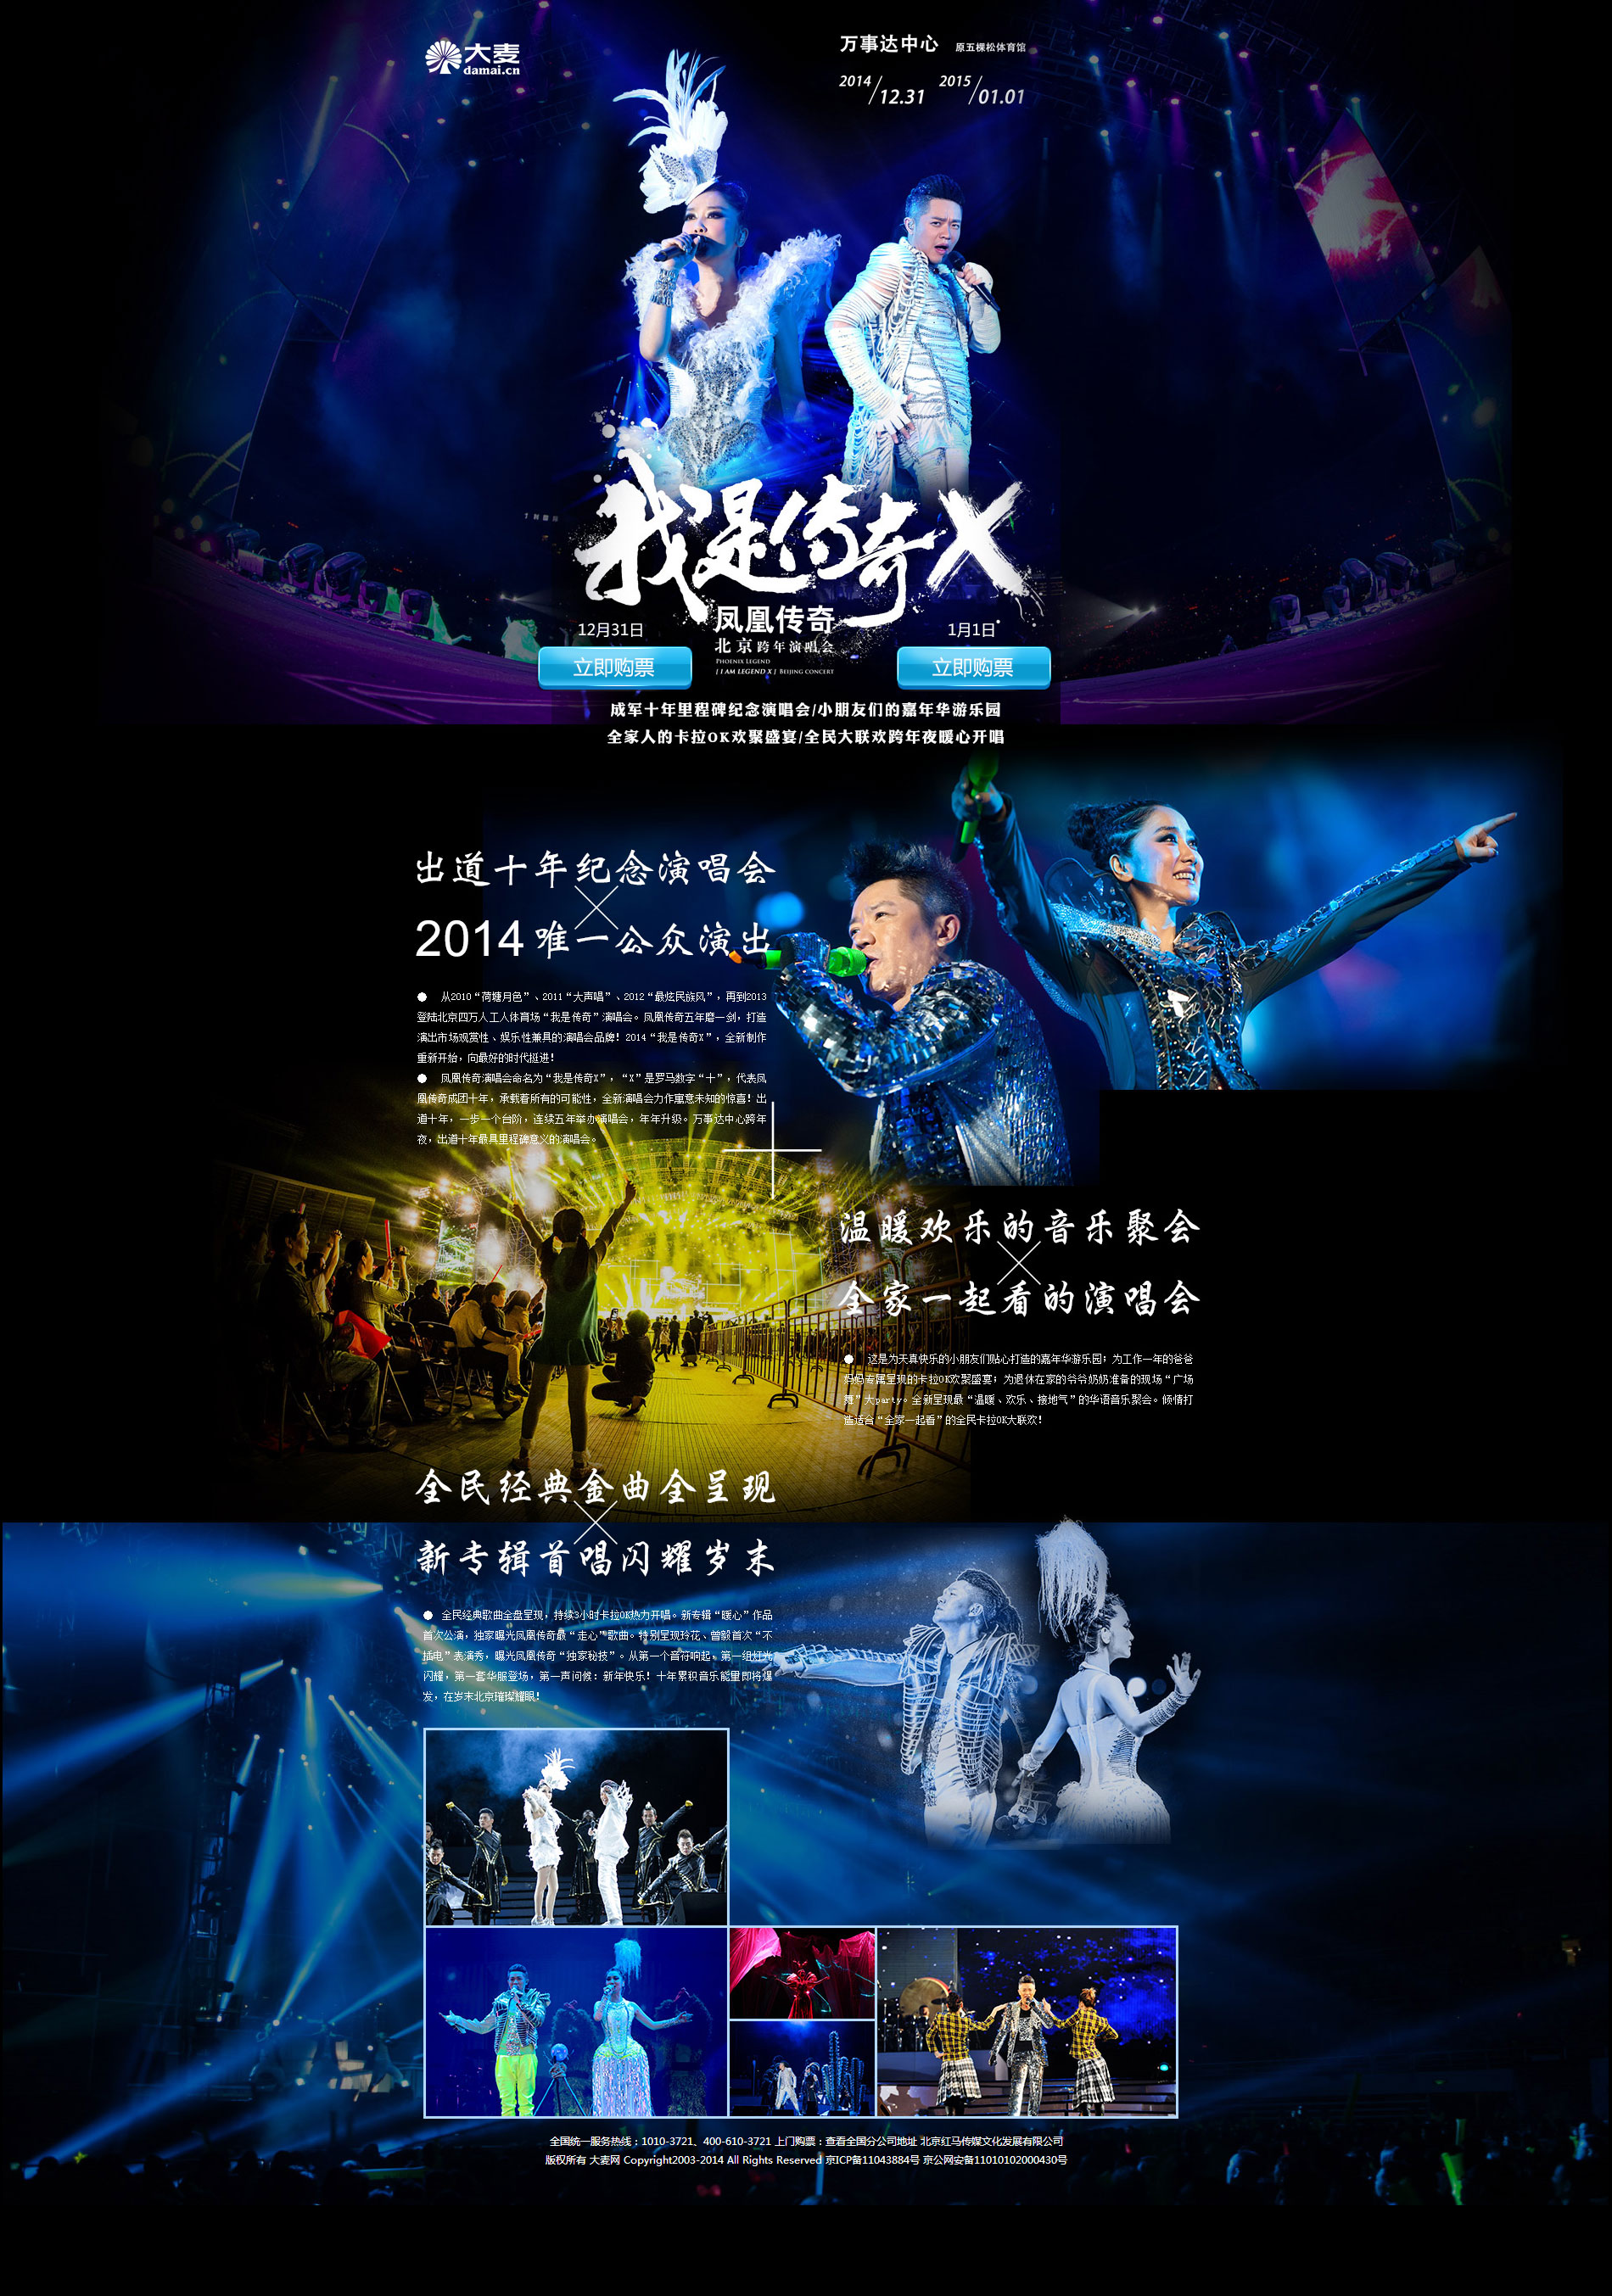 大麦
damai.cn
万事达中心 原五棵松体育馆
2014/12.31 2015/01.01
我是传奇X
凤凰传奇
北京跨年演唱会
PHOENIX LEGEND
[ I AM LEGEND X ] BEIJING CONCERT
12月31日
立即购票
1月1日
立即购票
成军十年里程碑纪念演唱会/小朋友们的嘉年华游乐园
全家人的卡拉OK欢聚盛宴/全民大联欢跨年夜暖心开唱
出道十年纪念演唱会
2014 唯一公众演出
● 从2010“荷塘月色”、2011“大声唱”、2012“最炫民族风”，再到2013
登陆北京四万人工人体育场“我是传奇”演唱会。凤凰传奇五年磨一剑，打造
演出市场观赏性、娱乐性兼具的演唱会品牌！2014“我是传奇X”，全新制作
重新开始，向最好的时代挺进！
● 凤凰传奇演唱会命名为“我是传奇X”，“X”是罗马数字“十”，代表凤
凰传奇成团十年，承载着所有的可能性，全新演唱会力作寓意未知的惊喜！出
道十年，一步一个台阶，连续五年举办演唱会，年年升级。万事达中心跨年
夜，出道十年最具里程碑意义的演唱会。
温暖欢乐的音乐聚会
全家一起看的演唱会
● 这是为天真快乐的小朋友们贴心打造的嘉年华游乐园；为工作一年的爸爸
妈妈专属呈现的卡拉OK欢聚盛宴；为退休在家的爷爷奶奶准备的现场“广场
舞”大party。全新呈现最“温暖、欢乐、接地气”的华语音乐聚会。倾情打
造适合“全家一起看”的全民卡拉OK大联欢！
全民经典金曲全呈现
新专辑首唱闪耀岁末
● 全民经典歌曲全盘呈现，持续3小时卡拉OK热力开唱。新专辑“暖心”作品
首次公演，独家曝光凤凰传奇最“走心”歌曲。特别呈现玲花、曾毅首次“不
插电”表演秀，曝光凤凰传奇“独家秘技”。从第一个音符响起，第一组灯光
闪耀，第一套华服登场，第一声问候：新年快乐！十年累积音乐能量即将爆
发，在岁末北京璀璨耀眼！
全国统一服务热线：1010-3721、400-610-3721 上门购票：查看全国分公司地址 北京红马传媒文化发展有限公司
版权所有 大麦网 Copyright2003-2014 All Rights Reserved 京ICP备11043884号 京公网安备11010102000430号